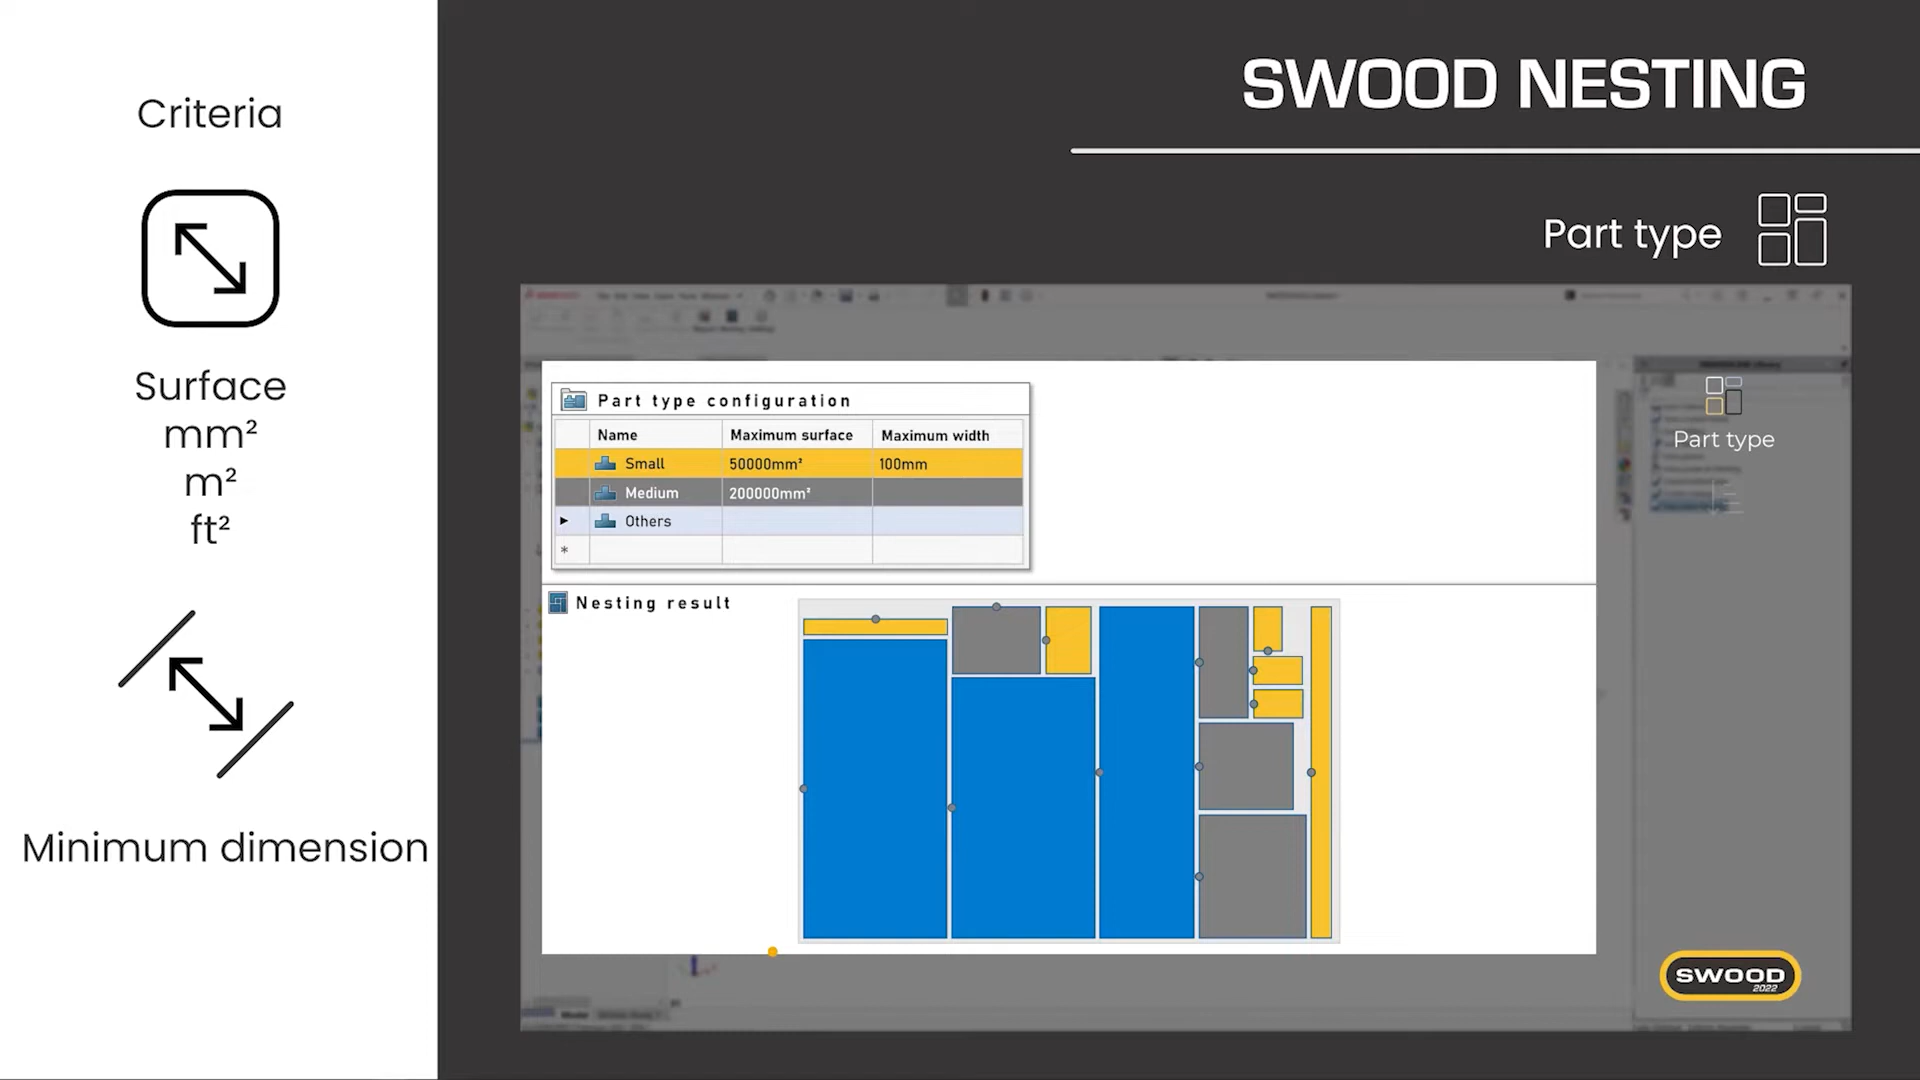 Criteria
Surface
mm²
m²
ft²
Minimum dimension
SWOOD NESTING
Part type
Part type configuration
Name Maximum surface Maximum width
Small 50000mm² 100mm
Medium 200000mm²
Others
*
Nesting result
Part type
SWOOD
2022